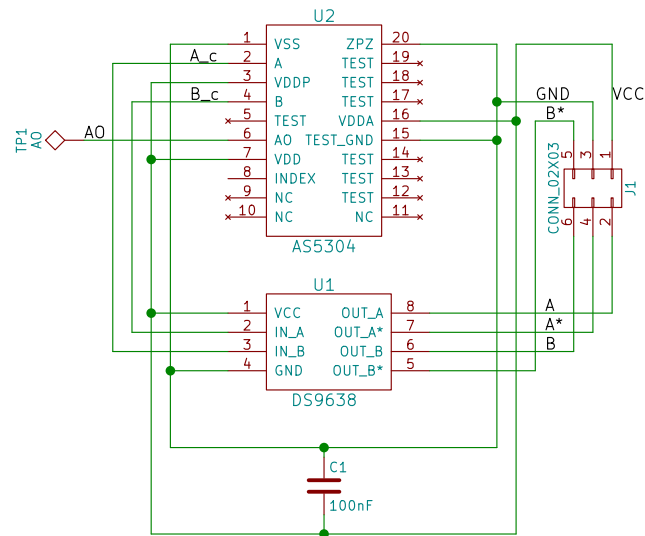 U2
1 VSS ZPZ 20
A_c 2 A TEST 19
3 VDDP TEST 18
B_c 4 B TEST 17
GND VCC
B*
5 TEST VDDA 16
TP1 AO AO 6 AO TEST_GND 15
7 VDD TEST 14
8 INDEX TEST 13
9 NC TEST 12
10 NC NC 11
AS5304
CONN_02X03
5 3 1
6 4 2
J1
U1
1 VCC OUT_A 8 A
2 IN_A OUT_A* 7 A*
3 IN_B OUT_B 6 B
4 GND OUT_B* 5
DS9638
C1
100nF